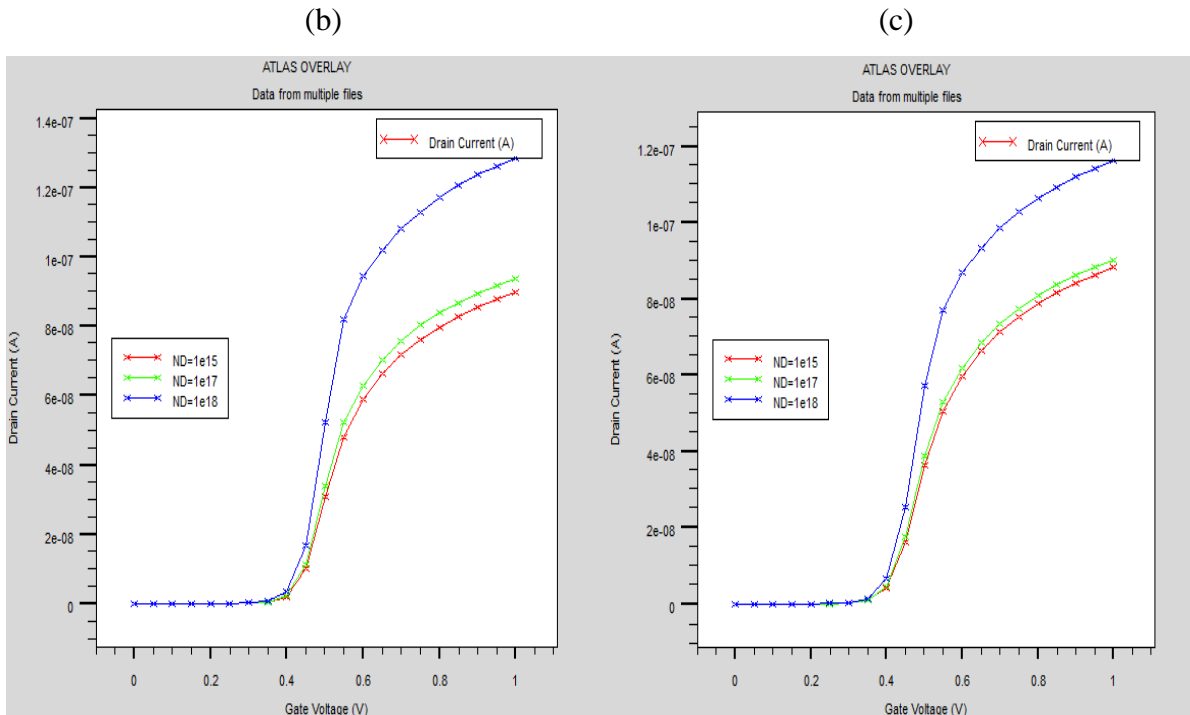 (b)
ATLAS OVERLAY
Data from multiple files
1.4e-07
1.2e-07
1e-07
8e-08
6e-08
4e-08
2e-08
0
Drain Current (A)
Drain Current (A)
ND=1e15
ND=1e17
ND=1e18
0
0.2
0.4
0.6
0.8
1
Gate Voltage (V)
(c)
ATLAS OVERLAY
Data from multiple files
1.2e-07
1e-07
8e-08
6e-08
4e-08
2e-08
0
Drain Current (A)
Drain Current (A)
ND=1e15
ND=1e17
ND=1e18
0
0.2
0.4
0.6
0.8
1
Gate Voltage (V)